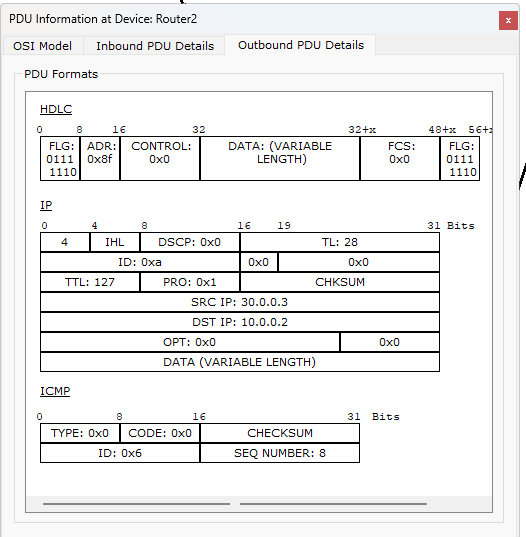 PDU Information at Device: Router2
x
OSI Model Inbound PDU Details Outbound PDU Details
PDU Formats
HDLC
0 8 16 32 32+x 48+x 56+x
FLG: 0111 1110 ADR: 0x8f CONTROL: 0x0 DATA: (VARIABLE LENGTH) FCS: 0x0 FLG: 0111 1110
IP
0 4 8 16 19 31 Bits
4 IHL DSCP: 0x0 TL: 28
ID: 0xa 0x0 0x0
TTL: 127 PRO: 0x1 CHKSUM
SRC IP: 30.0.0.3
DST IP: 10.0.0.2
OPT: 0x0 0x0
DATA (VARIABLE LENGTH)
ICMP
0 8 16 31 Bits
TYPE: 0x0 CODE: 0x0 CHECKSUM
ID: 0x6 SEQ NUMBER: 8